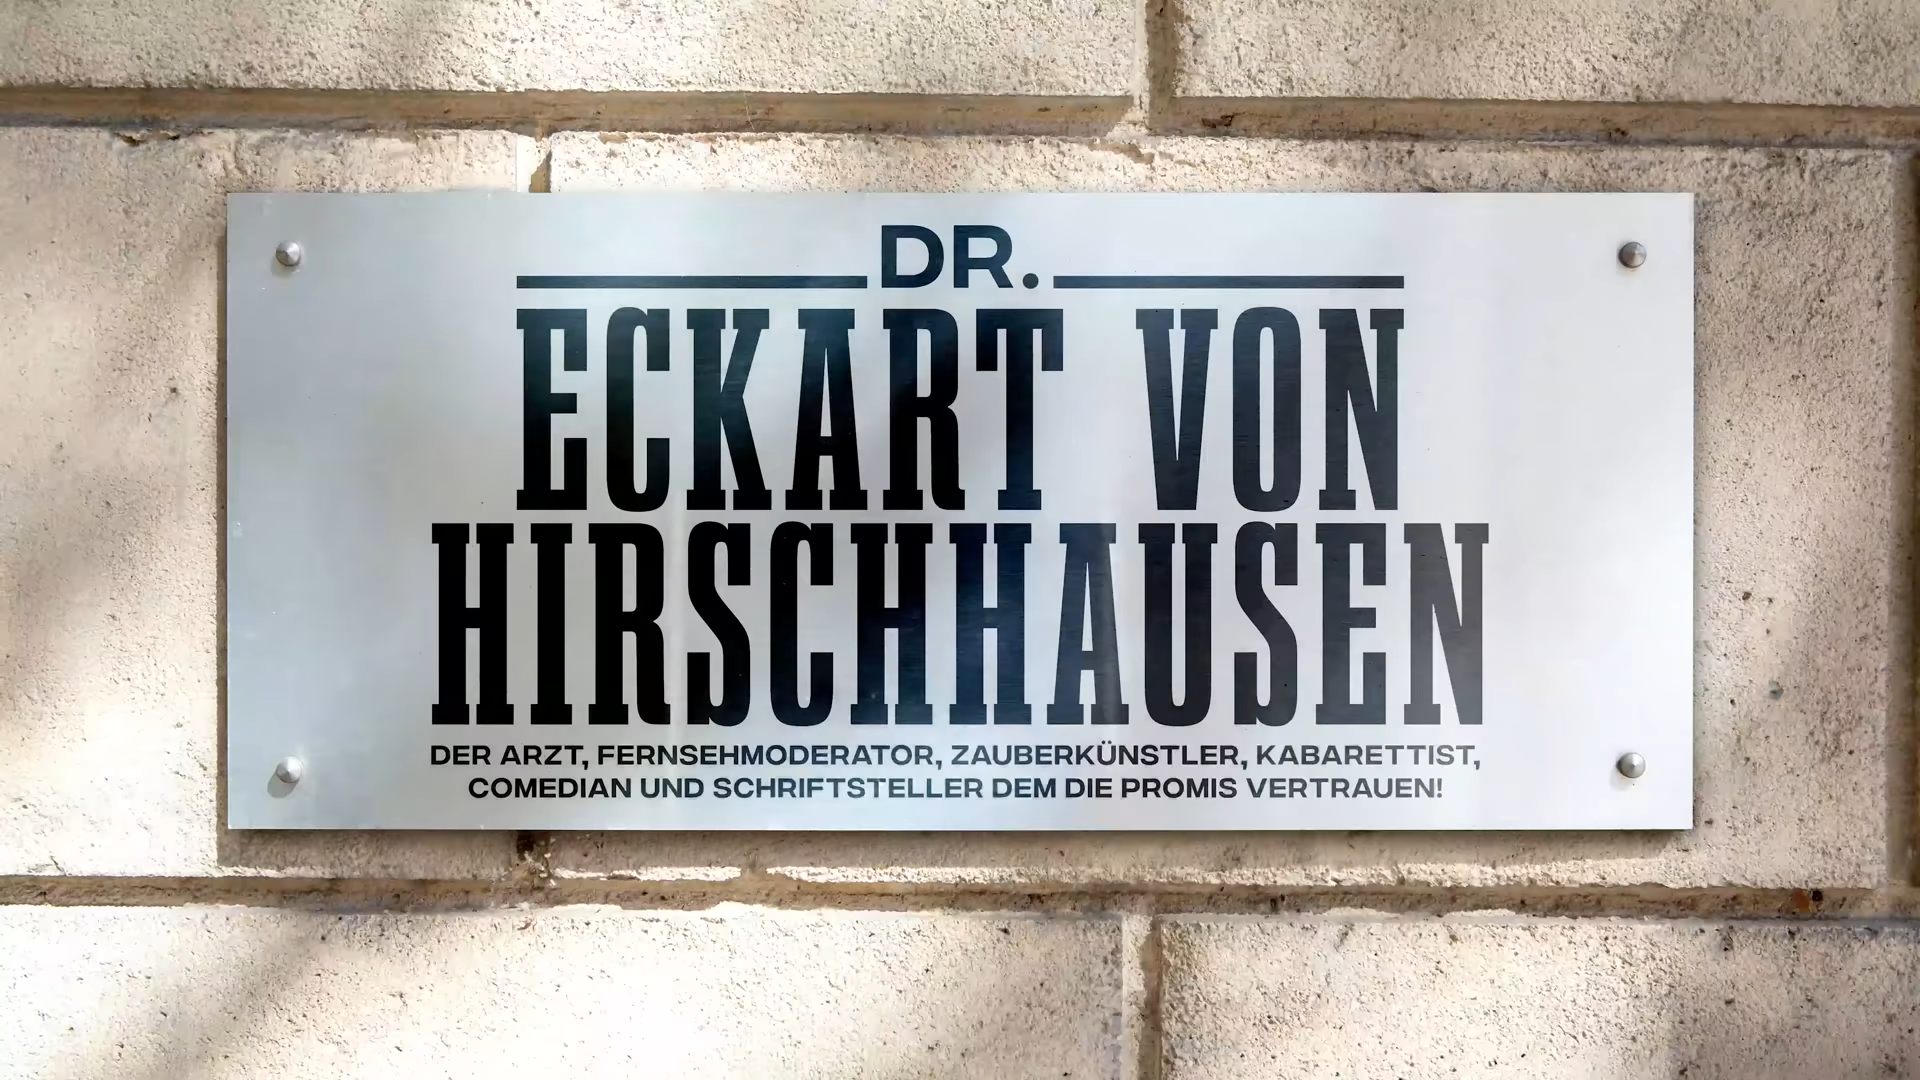 DR.
ECKART VON
HIRSCHHAUSEN
DER ARZT, FERNSEHMODERATOR, ZAUBERKÜNSTLER, KABARETTIST,
COMEDIAN UND SCHRIFTSTELLER DEM DIE PROMIS VERTRAUEN!